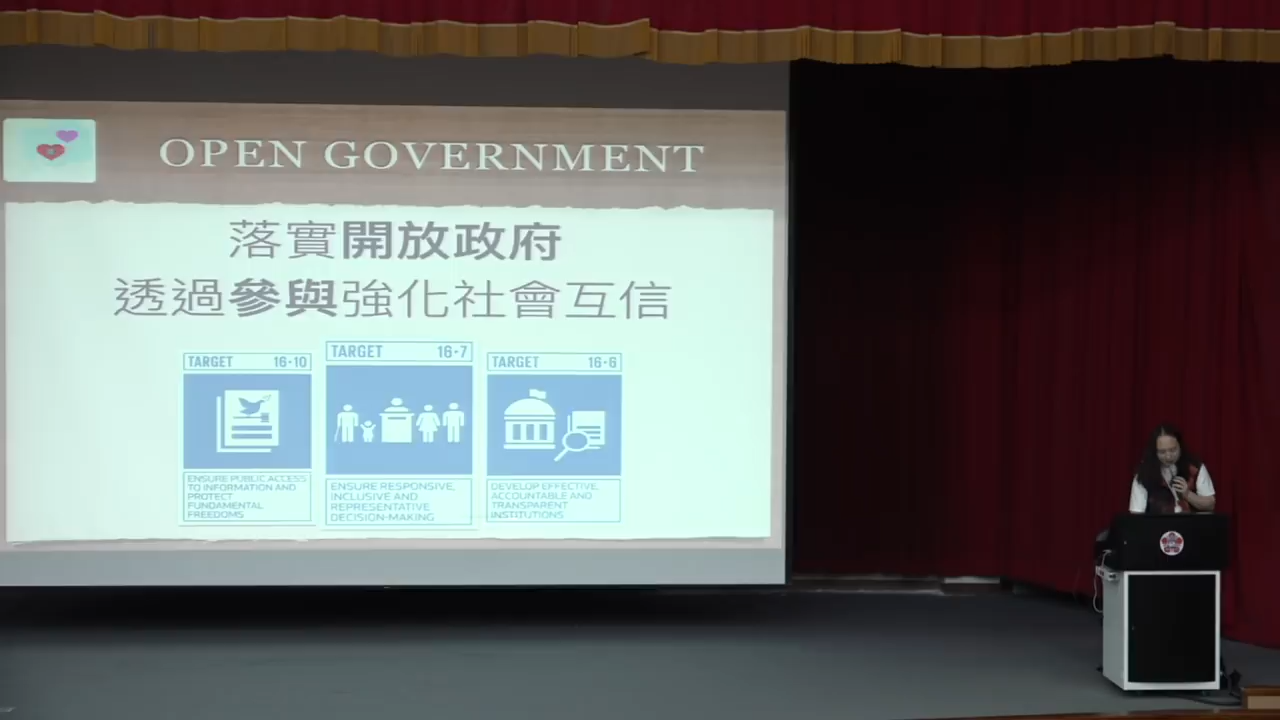 OPEN GOVERNMENT
落實開放政府
透過參與強化社會互信
TARGET 16·10
ENSURE PUBLIC ACCESS
TO INFORMATION AND
PROTECT
FUNDAMENTAL
FREEDOMS
TARGET 16·7
ENSURE RESPONSIVE,
INCLUSIVE AND
REPRESENTATIVE
DECISION-MAKING
TARGET 16·6
DEVELOP EFFECTIVE,
ACCOUNTABLE AND
TRANSPARENT
INSTITUTIONS